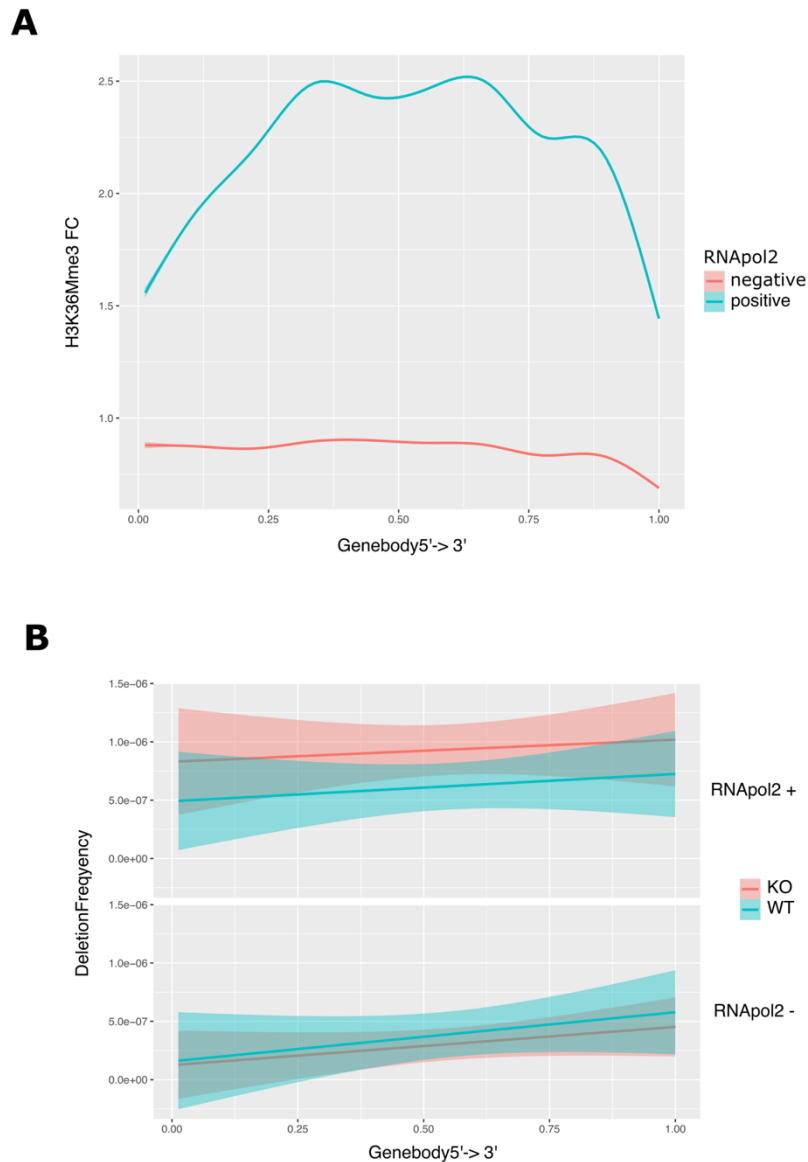 A
H3K36Mme3 FC
2.5
2.0
1.5
1.0
0.00 0.25 0.50 0.75 1.00
Genebody5'-> 3'
RNApol2
negative
positive
B
DeletionFreqyency
1.5e-06
1.0e-06
5.0e-07
0.0e+00
RNApol2 +
1.5e-06
1.0e-06
5.0e-07
0.0e+00
RNApol2 -
KO
WT
0.00 0.25 0.50 0.75 1.00
Genebody5'-> 3'